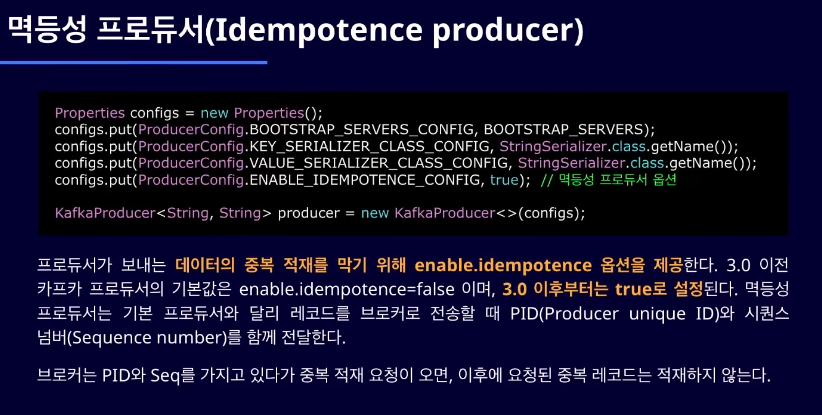 멱등성 프로듀서(Idempotence producer)
Properties configs = new Properties();
configs.put(ProducerConfig.BOOTSTRAP_SERVERS_CONFIG, BOOTSTRAP_SERVERS);
configs.put(ProducerConfig.KEY_SERIALIZER_CLASS_CONFIG, StringSerializer.class.getName());
configs.put(ProducerConfig.VALUE_SERIALIZER_CLASS_CONFIG, StringSerializer.class.getName());
configs.put(ProducerConfig.ENABLE_IDEMPOTENCE_CONFIG, true);  // 멱등성 프로듀서 옵션
KafkaProducer<String, String> producer = new KafkaProducer<>(configs);
프로듀서가 보내는 데이터의 중복 적재를 막기 위해 enable.idempotence 옵션을 제공한다. 3.0 이전
카프카 프로듀서의 기본값은 enable.idempotence=false 이며, 3.0 이후부터는 true로 설정된다. 멱등성
프로듀서는 기본 프로듀서와 달리 레코드를 브로커로 전송할 때 PID(Producer unique ID)와 시퀀스
넘버(Sequence number)를 함께 전달한다.
브로커는 PID와 Seq를 가지고 있다가 중복 적재 요청이 오면, 이후에 요청된 중복 레코드는 적재하지 않는다.